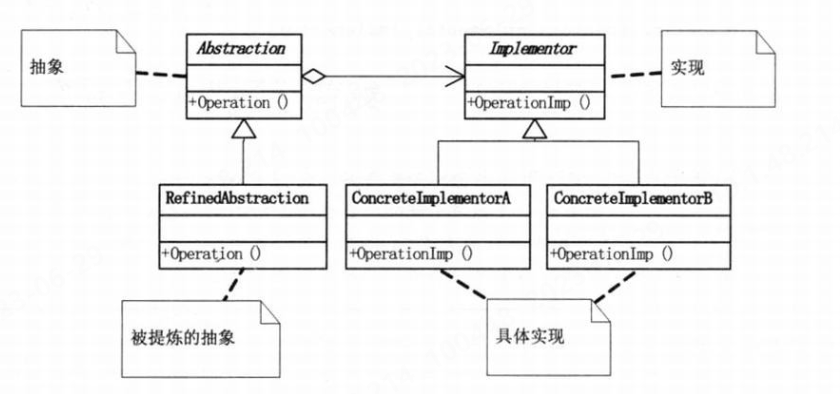 抽象
Abstraction
+Operation ()
Implementor
+OperationImp ()
实现
RefinedAbstraction
+Operation ()
ConcreteImplementorA
+OperationImp ()
ConcreteImplementorB
+OperationImp ()
被提炼的抽象
具体实现